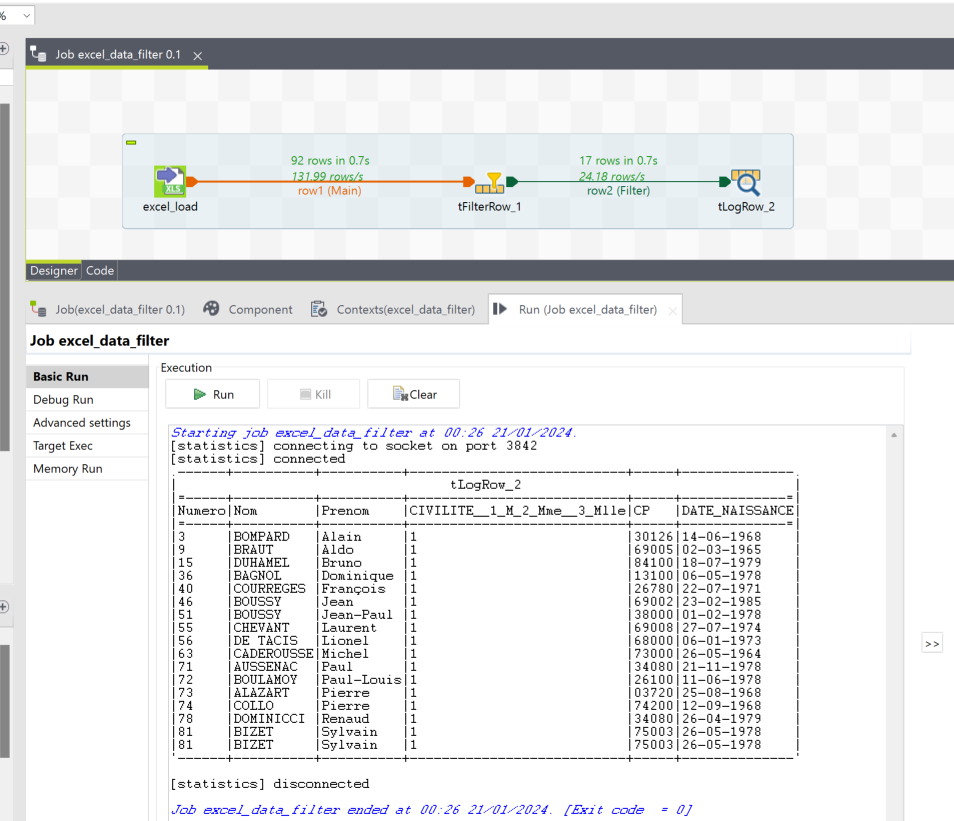 %
Job excel_data_filter 0.1
92 rows in 0.7s
131.99 rows/s
row1 (Main)
17 rows in 0.7s
24.18 rows/s
row2 (Filter)
XLS
excel_load
tFilterRow_1
tLogRow_2
Designer Code
Job(excel_data_filter 0.1) Component Contexts(excel_data_filter) Run (Job excel_data_filter)
Job excel_data_filter
Basic Run
Debug Run
Advanced settings
Target Exec
Memory Run
Execution
Run Kill Clear
Starting job excel_data_filter at 00:26 21/01/2024.
[statistics] connecting to socket on port 3842
[statistics] connected
.------+----------+----------+-------------------------+-----+--------------.
| tLogRow_2 |
|=-----+----------+----------+-------------------------+-----+-------------=|
|Numero|Nom |Prenom |CIVILITE__1_M_2_Mme__3_Mlle|CP |DATE_NAISSANCE|
|=-----+----------+----------+-------------------------+-----+-------------=|
|3 |BOMPARD |Alain |1 |30126|14-06-1968 |
|9 |BRAUT |Aldo |1 |69005|02-03-1965 |
|15 |DUHAMEL |Bruno |1 |84100|18-07-1979 |
|36 |BAGNOL |Dominique |1 |13100|06-05-1978 |
|40 |COURREGES |François |1 |26780|22-07-1971 |
|46 |BOUSSY |Jean |1 |69002|23-02-1985 |
|51 |BOUSSY |Jean-Paul |1 |38000|01-02-1978 |
|55 |CHEVANT |Laurent |1 |69008|27-07-1974 |
|56 |DE TACIS |Lionel |1 |68000|06-01-1973 |
|63 |CADEROUSSE|Michel |1 |73000|26-05-1964 |
|71 |AUSSENAC |Paul |1 |34080|21-11-1978 |
|72 |BOULAMOY |Paul-Louis|1 |26100|11-06-1978 |
|73 |ALAZART |Pierre |1 |03720|25-08-1968 |
|74 |COLLO |Pierre |1 |74200|12-09-1968 |
|78 |DOMINICCI |Renaud |1 |34080|26-04-1979 |
|81 |BIZET |Sylvain |1 |75003|26-05-1978 |
|81 |BIZET |Sylvain |1 |75003|26-05-1978 |
'------+----------+----------+-------------------------+-----+--------------'
[statistics] disconnected
Job excel_data_filter ended at 00:26 21/01/2024. [Exit code = 0]
>>